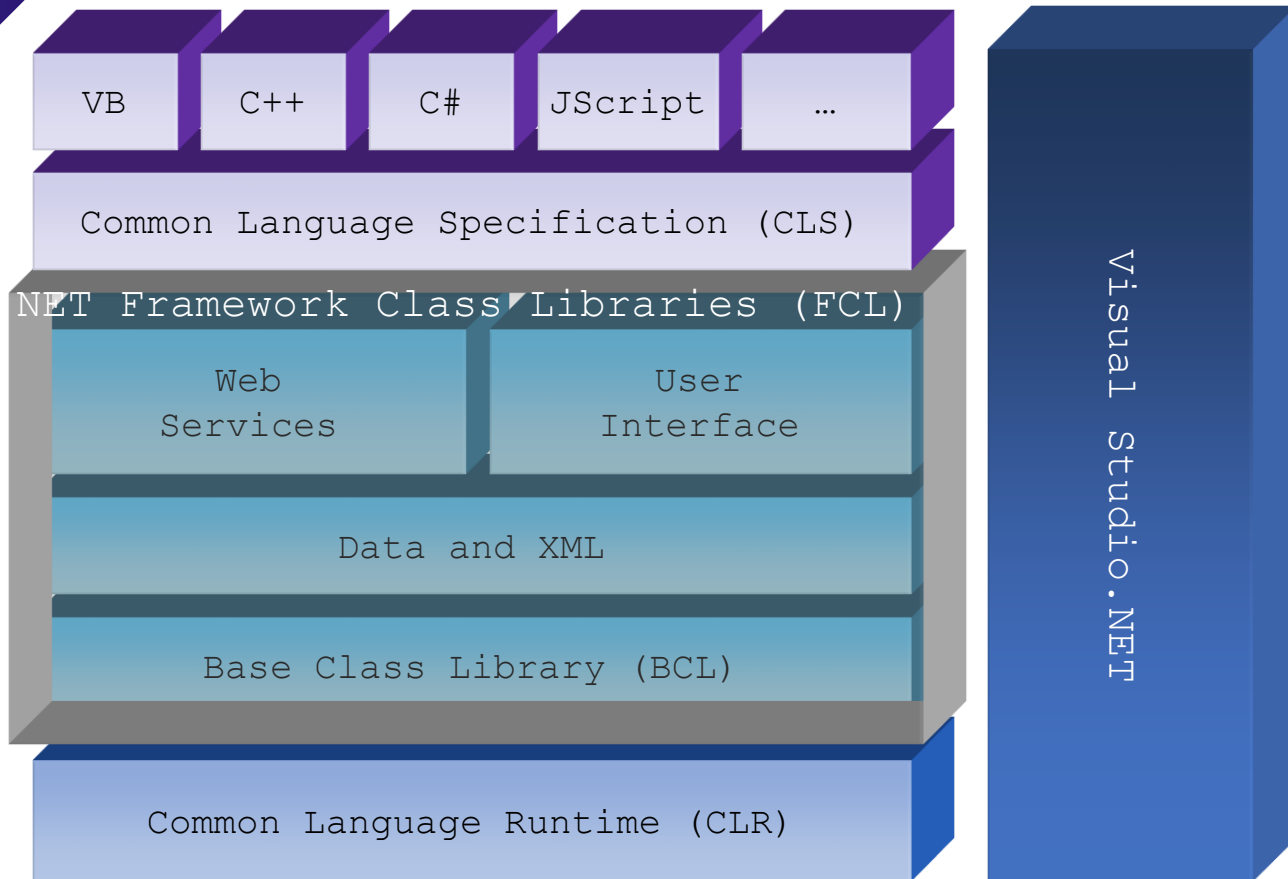 VB
C++
C#
JScript
…
Common Language Specification (CLS)
NET Framework Class Libraries (FCL)
Web
Services
User
Interface
Data and XML
Base Class Library (BCL)
Common Language Runtime (CLR)
Visual Studio.NET